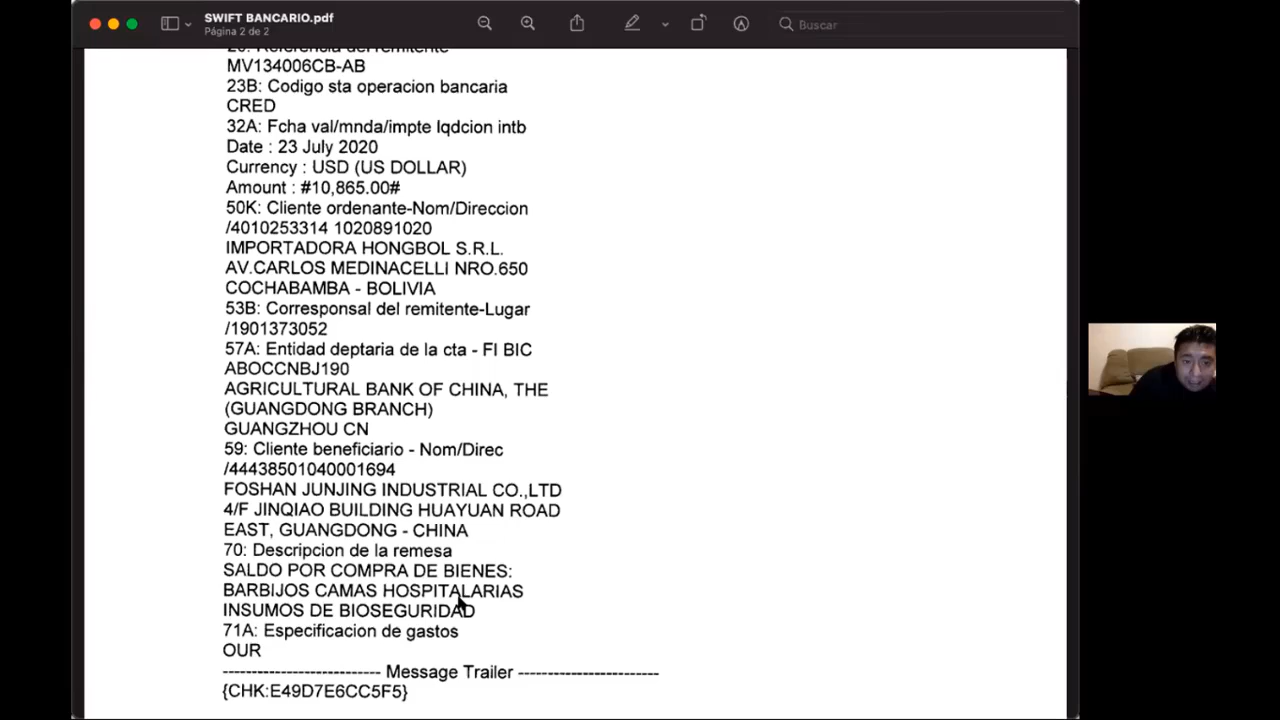 SWIFT BANCARIO.pdf
Página 2 de 2
Buscar
20: Referencia del remitente
MV134006CB-AB
23B: Codigo sta operacion bancaria
CRED
32A: Fcha val/mnda/impte lqdcion intb
Date : 23 July 2020
Currency : USD (US DOLLAR)
Amount : #10,865.00#
50K: Cliente ordenante-Nom/Direccion
/4010253314 1020891020
IMPORTADORA HONGBOL S.R.L.
AV.CARLOS MEDINACELLI NRO.650
COCHABAMBA - BOLIVIA
53B: Corresponsal del remitente-Lugar
/1901373052
57A: Entidad deptaria de la cta - FI BIC
ABOCCNBJ190
AGRICULTURAL BANK OF CHINA, THE
(GUANGDONG BRANCH)
GUANGZHOU CN
59: Cliente beneficiario - Nom/Direc
/44438501040001694
FOSHAN JUNJING INDUSTRIAL CO.,LTD
4/F JINQIAO BUILDING HUAYUAN ROAD
EAST, GUANGDONG - CHINA
70: Descripcion de la remesa
SALDO POR COMPRA DE BIENES:
BARBIJOS CAMAS HOSPITALARIAS
INSUMOS DE BIOSEGURIDAD
71A: Especificacion de gastos
OUR
-------------------------- Message Trailer ------------------------
{CHK:E49D7E6CC5F5}